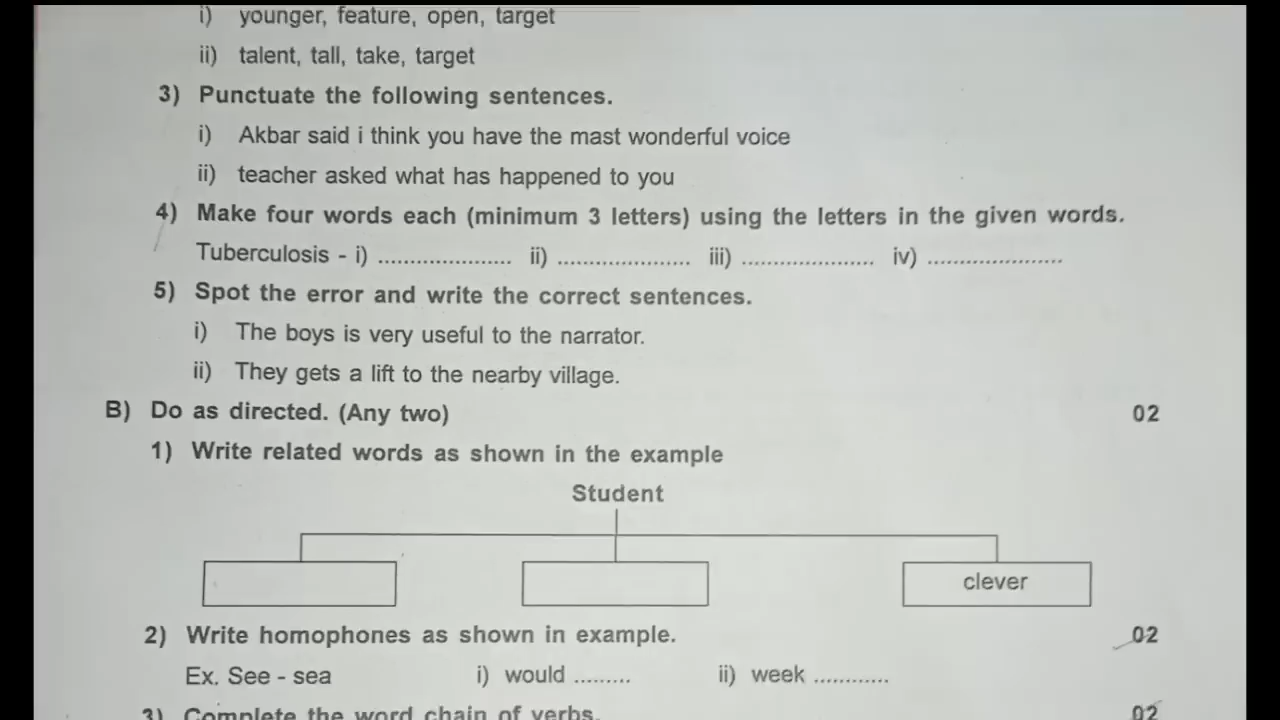 i) younger, feature, open, target
ii) talent, tall, take, target
3) Punctuate the following sentences.
i) Akbar said i think you have the mast wonderful voice
ii) teacher asked what has happened to you
4) Make four words each (minimum 3 letters) using the letters in the given words.
Tuberculosis - i) .................... ii) .................... iii) .................... iv) ....................
5) Spot the error and write the correct sentences.
i) The boys is very useful to the narrator.
ii) They gets a lift to the nearby village.
B) Do as directed. (Any two) 02
1) Write related words as shown in the example
Student
clever
2) Write homophones as shown in example. 02
Ex. See - sea i) would ......... ii) week ............
3) Complete the word chain of verbs. 02